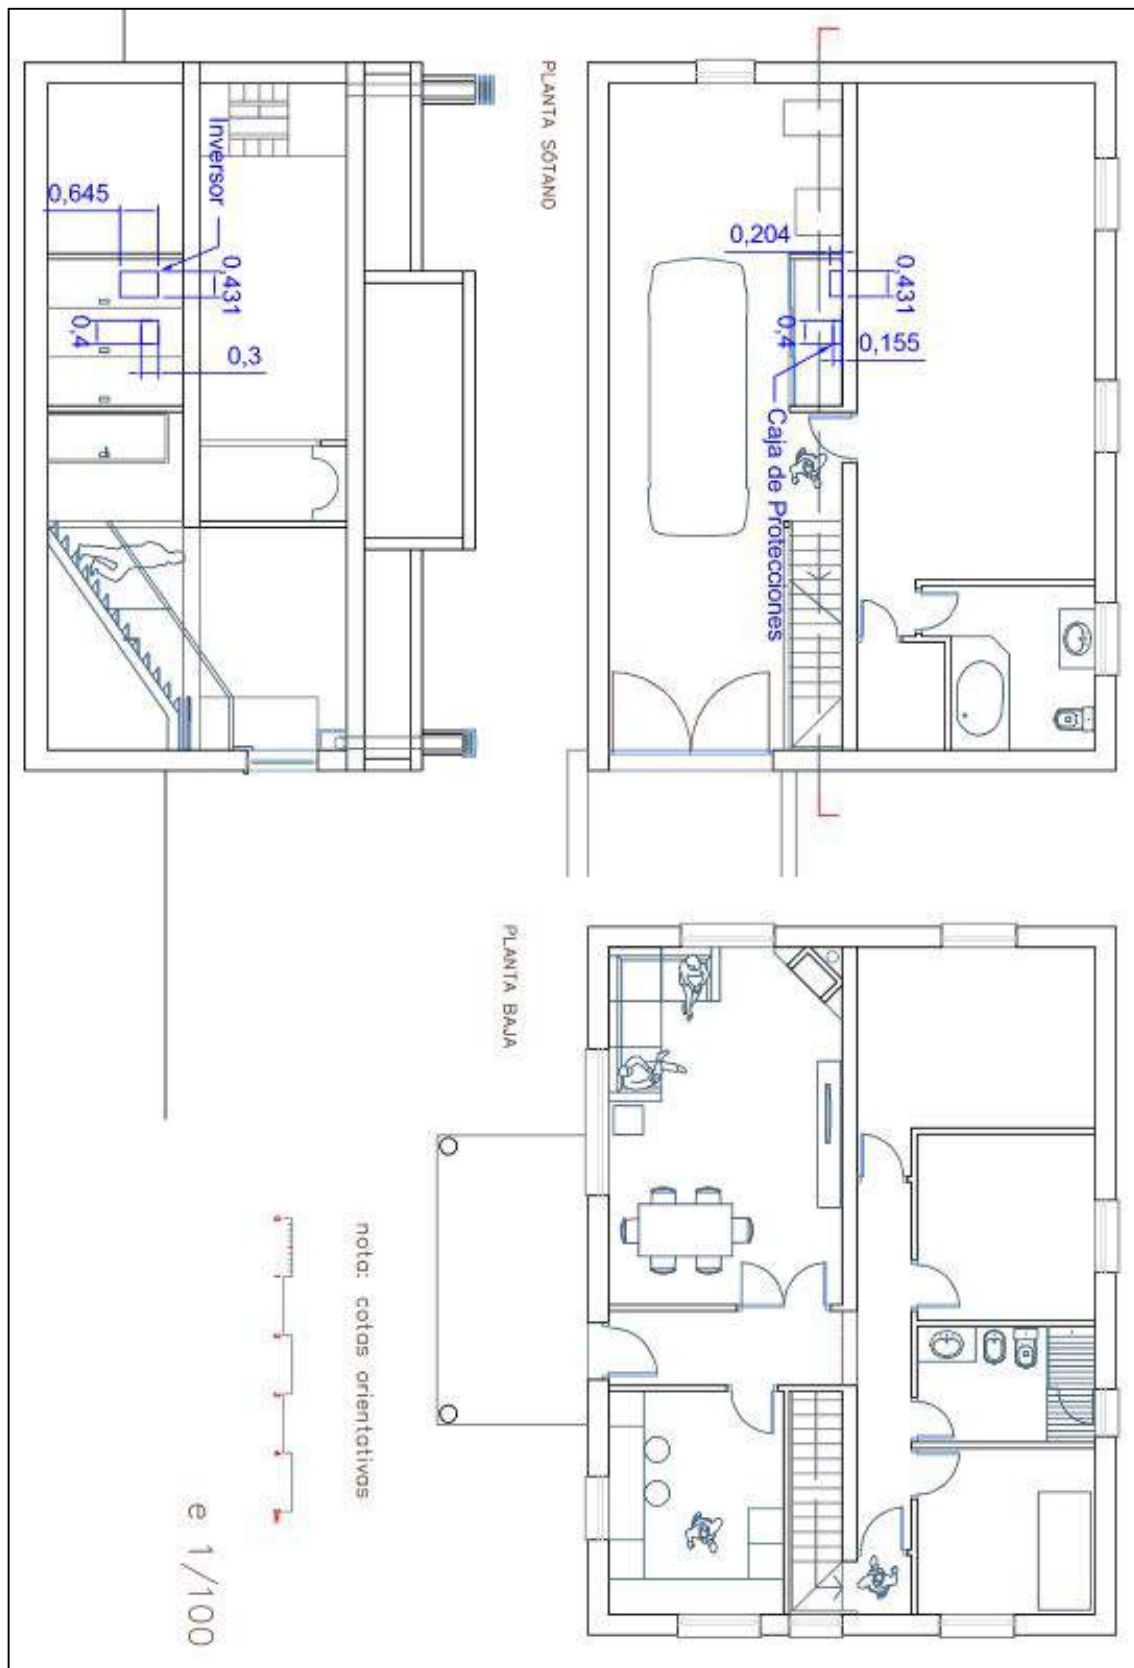 PLANTA SÓTANO
Inversor
0,645
0,431
0,4
0,3
0,204
0,431
0,4
0,155
Caja de Protecciones
PLANTA BAJA
nota: cotas orientativas
e 1/100